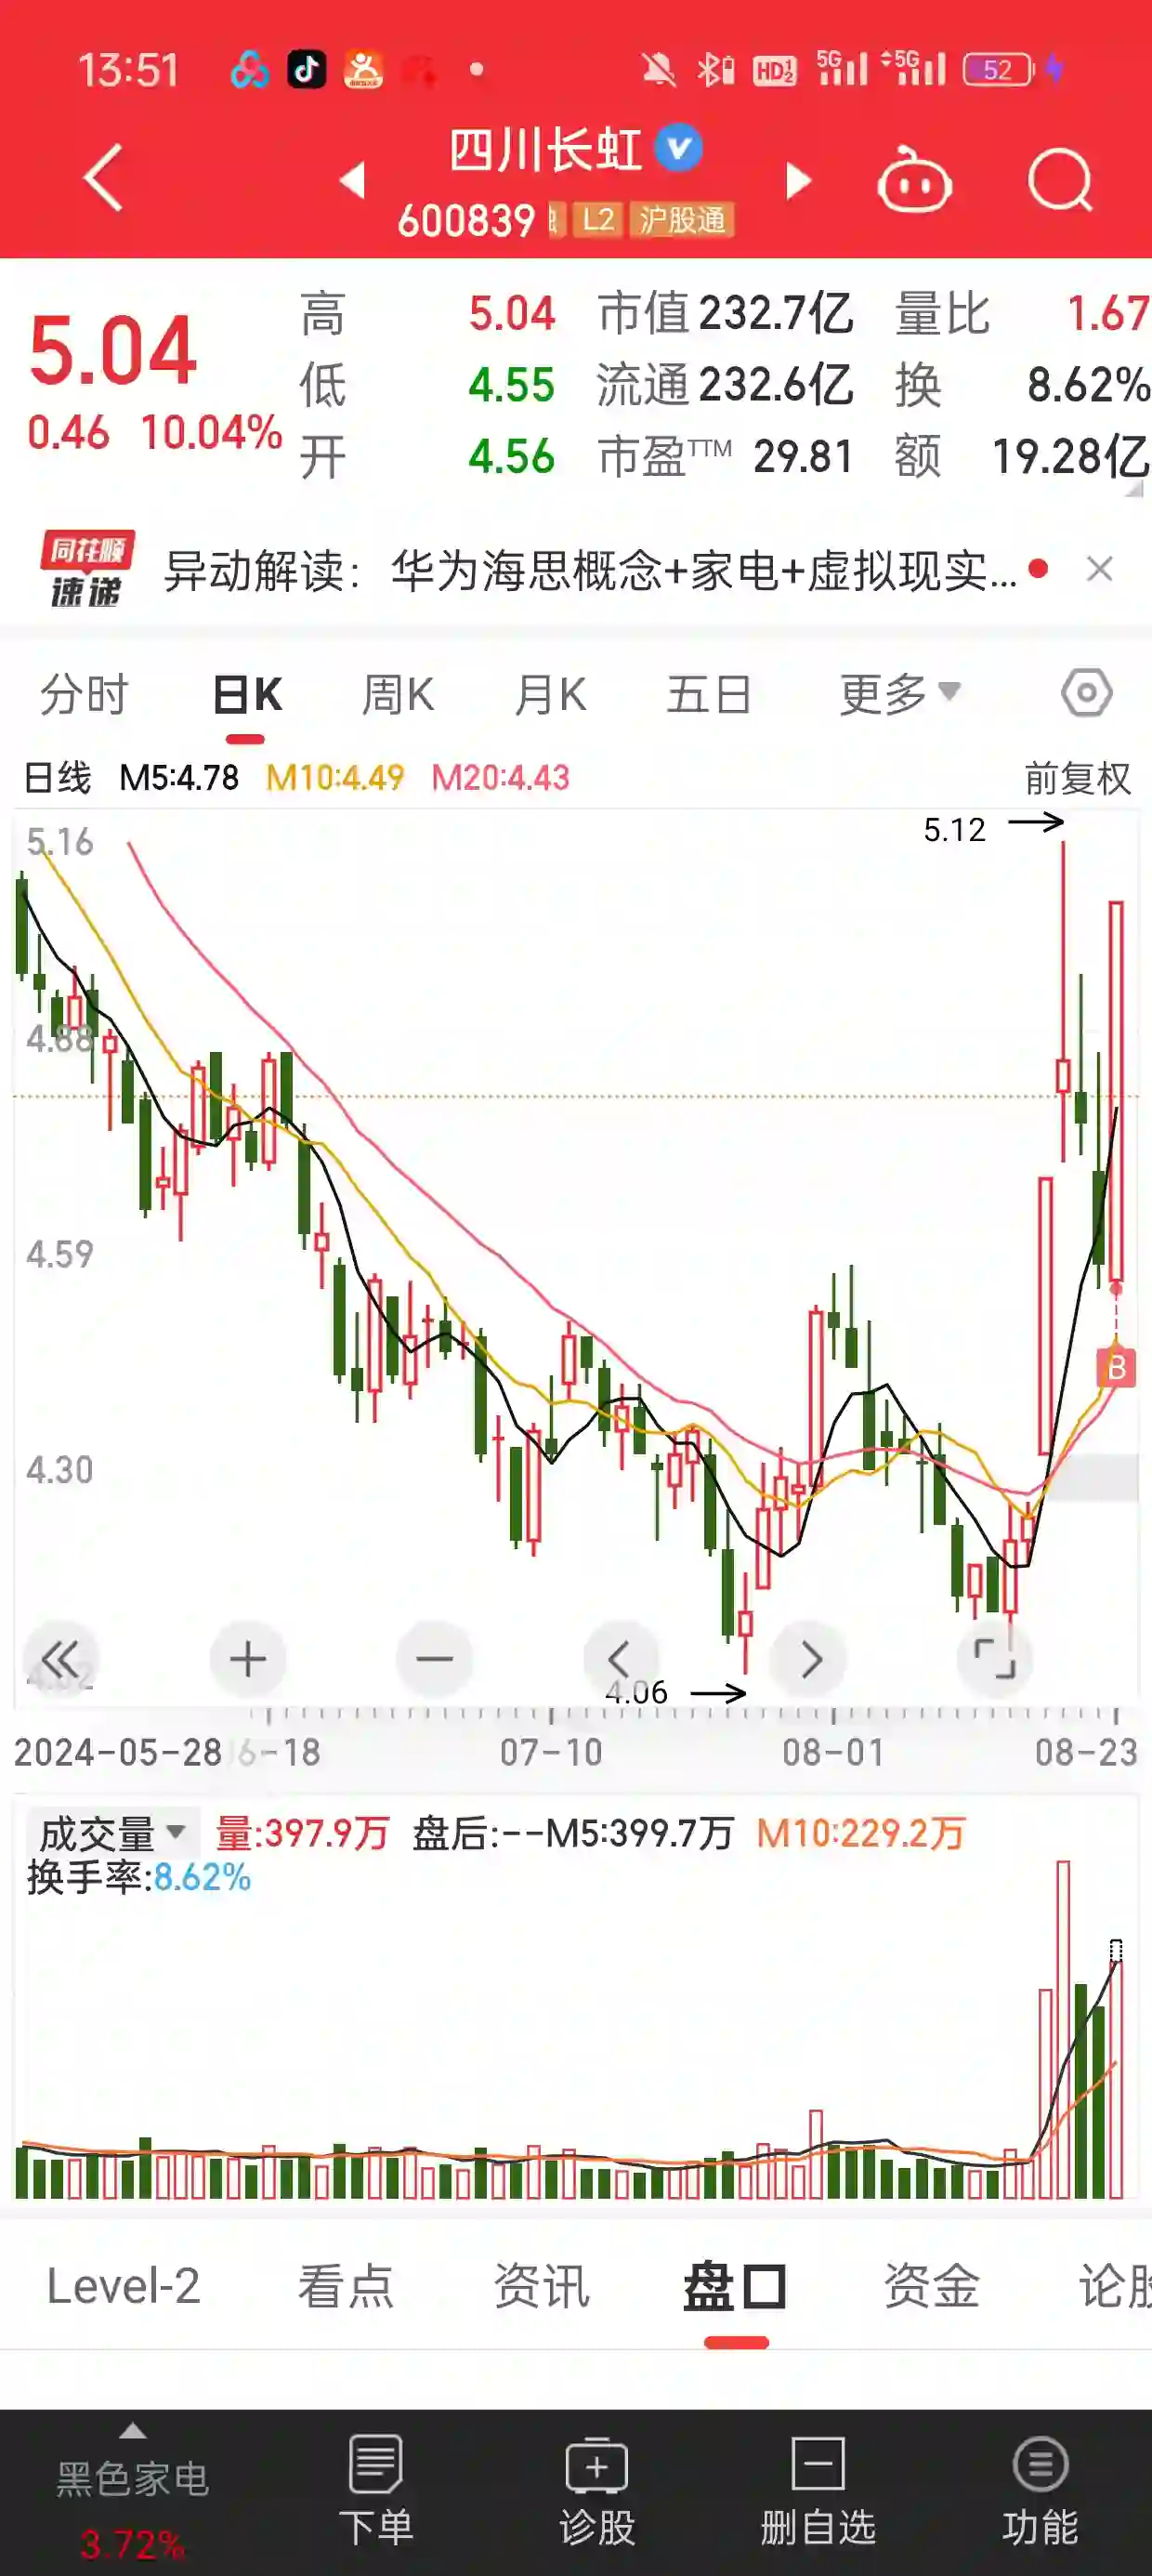 13:51 HD 1 2 5G 5G 52
四川长虹
600839 L2 沪股通
5.04
0.46 10.04%
高 5.04 市值 232.7亿 量比 1.67
低 4.55 流通 232.6亿 换 8.62%
开 4.56 市盈TTM 29.81 额 19.28亿
同花顺
速递
异动解读：华为海思概念+家电+虚拟现实...
分时 日K 周K 月K 五日 更多
日线 M5:4.78 M10:4.49 M20:4.43 前复权
5.16
5.12
4.88
4.59
B
4.30
4.06
2024-05-28 6-18 07-10 08-01 08-23
成交量 量:397.9万 盘后:--M5:399.7万 M10:229.2万
换手率:8.62%
Level-2 看点 资讯 盘口 资金 论股
黑色家电
3.72%
下单 诊股 删自选 功能